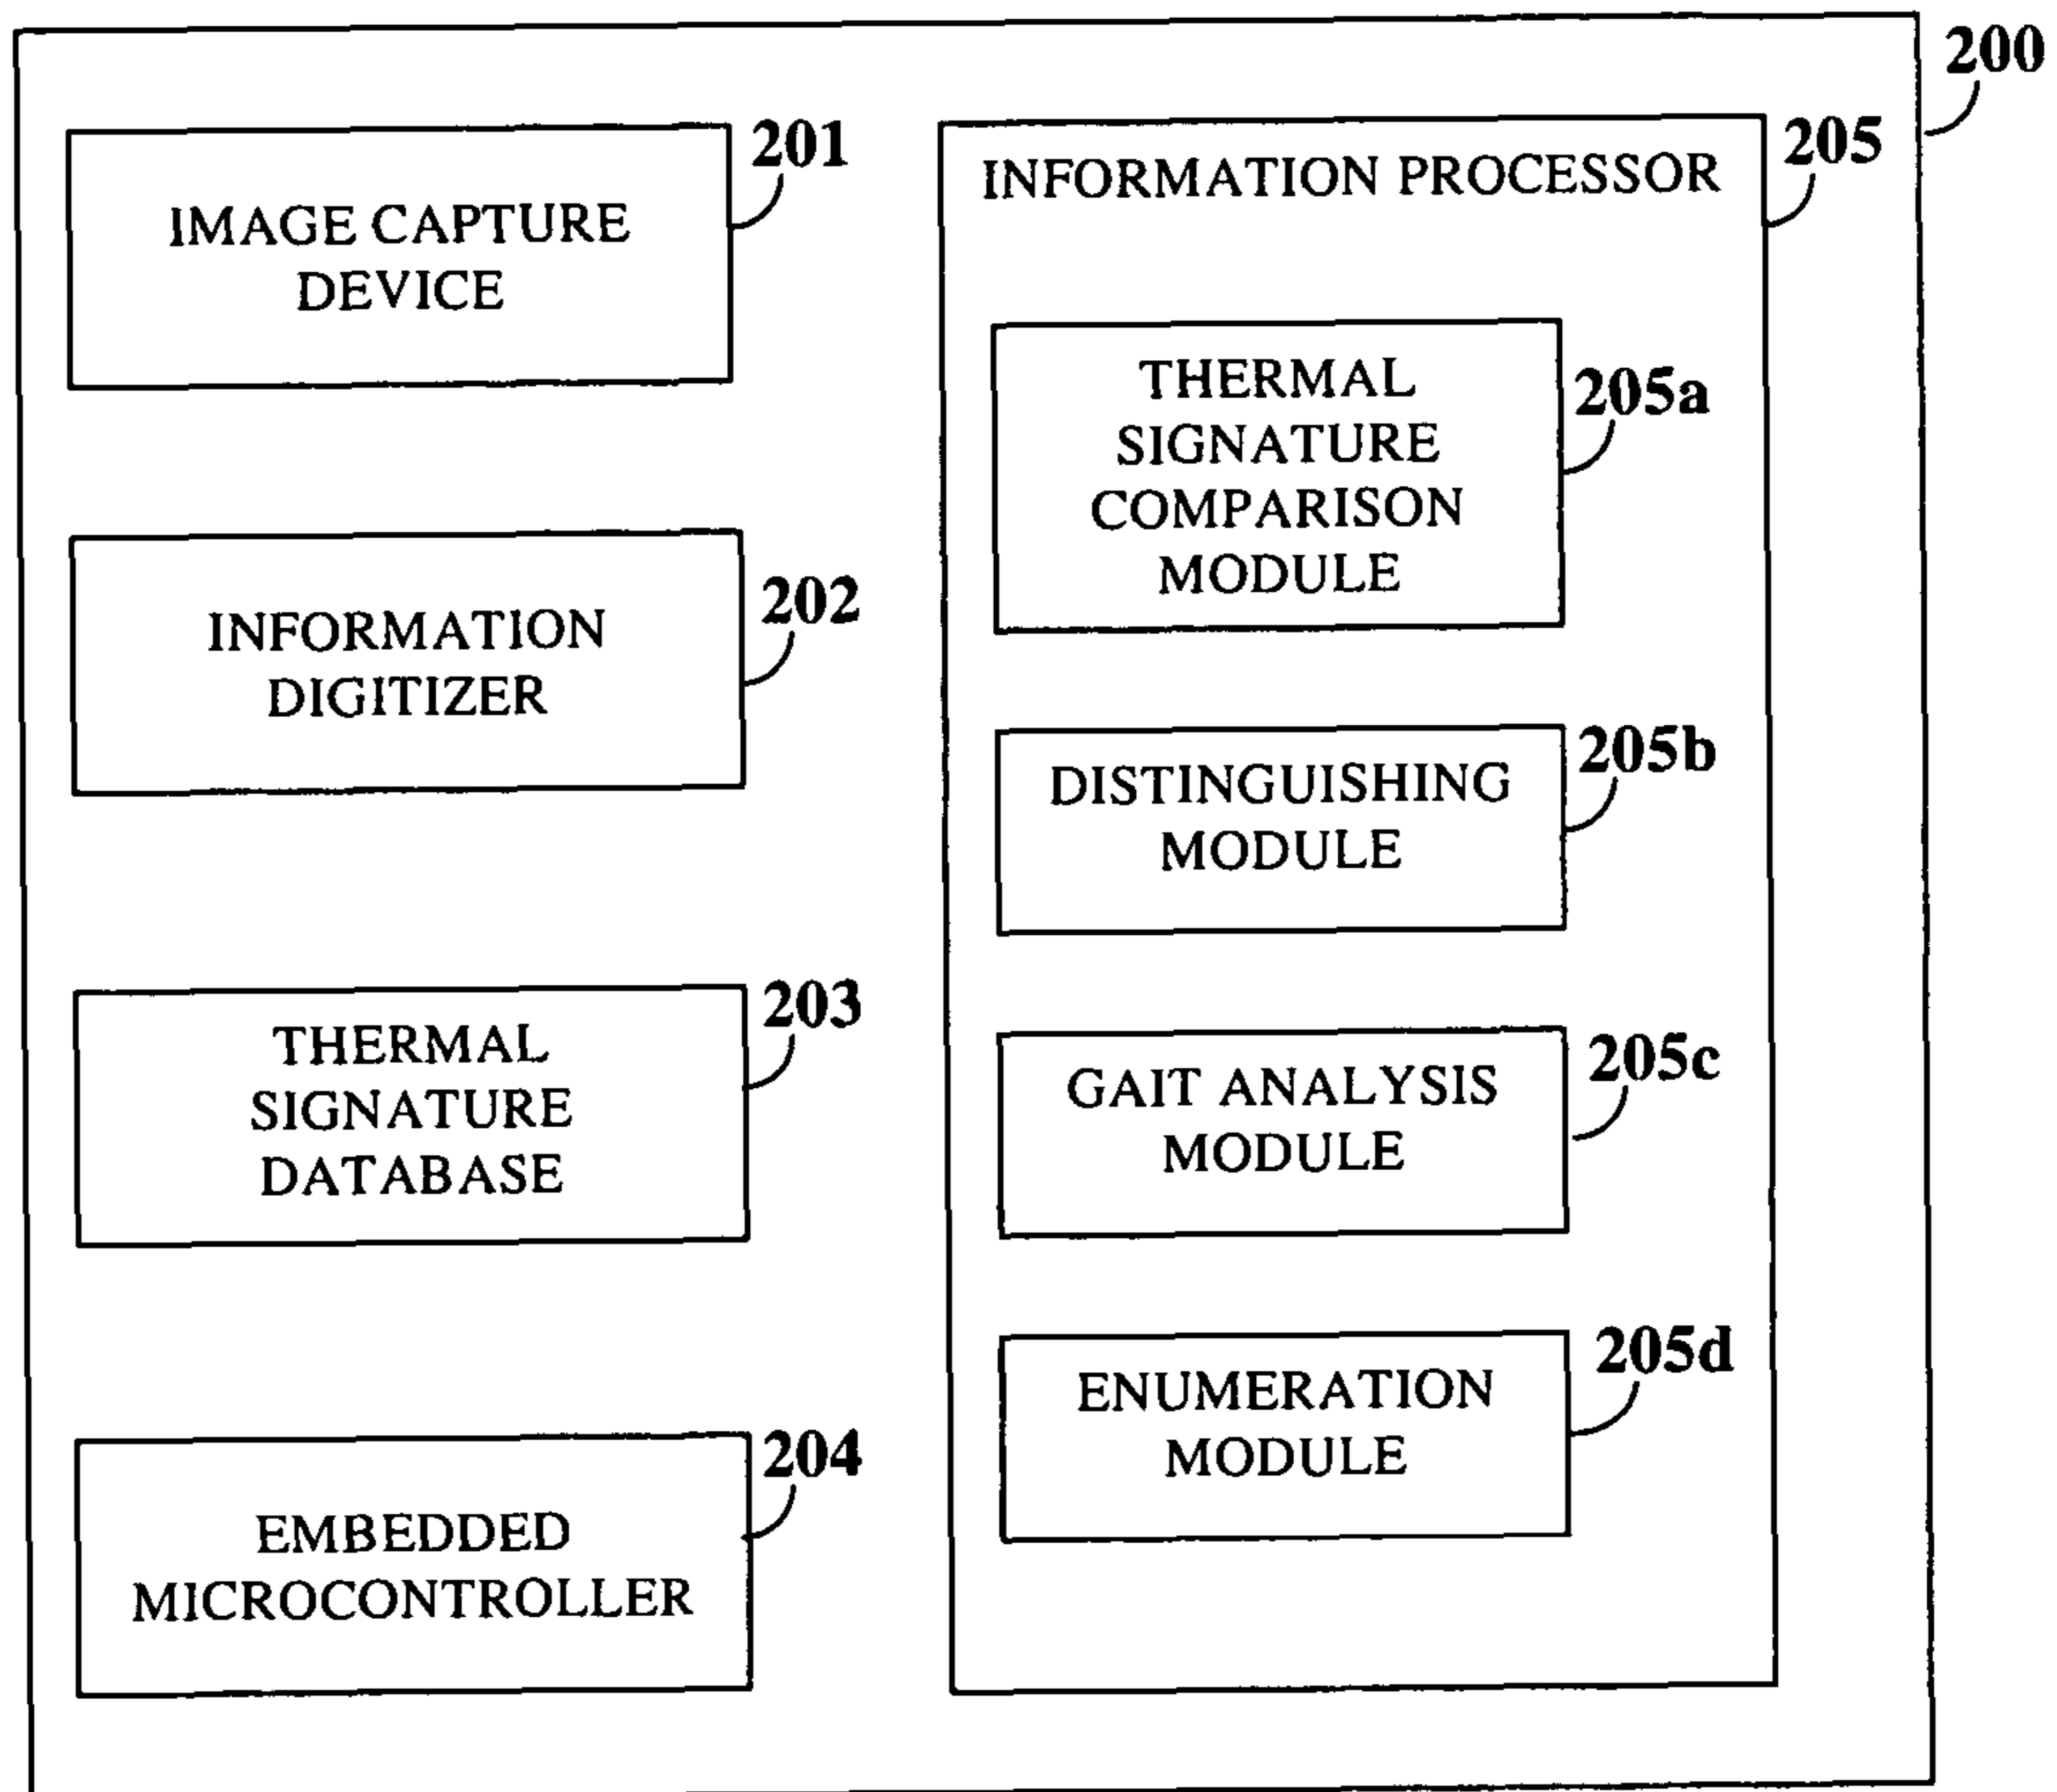 200
201
IMAGE CAPTURE
DEVICE
202
INFORMATION
DIGITIZER
203
THERMAL
SIGNATURE
DATABASE
204
EMBEDDED
MICROCONTROLLER
205
INFORMATION PROCESSOR
205a
THERMAL
SIGNATURE
COMPARISON
MODULE
205b
DISTINGUISHING
MODULE
205c
GAIT ANALYSIS
MODULE
205d
ENUMERATION
MODULE